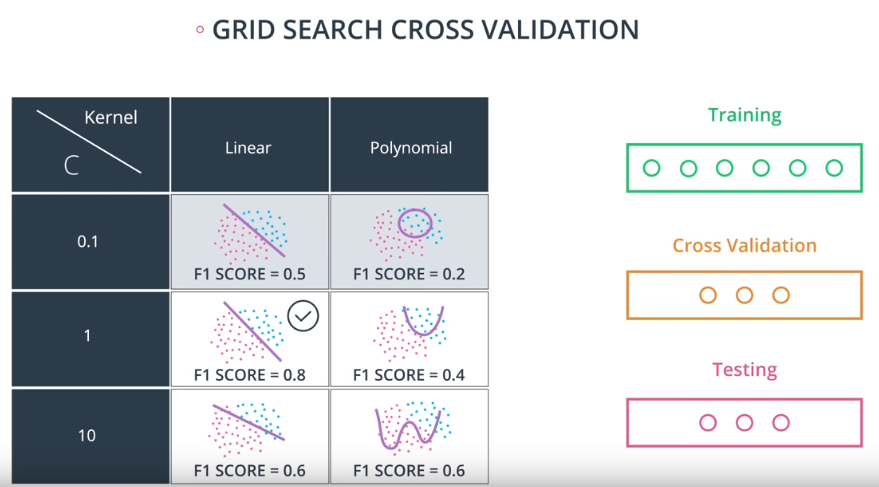 GRID SEARCH CROSS VALIDATION
Kernel
C
Linear
Polynomial
0.1
F1 SCORE = 0.5
F1 SCORE = 0.2
1
F1 SCORE = 0.8
F1 SCORE = 0.4
10
F1 SCORE = 0.6
F1 SCORE = 0.6
Training
Cross Validation
Testing